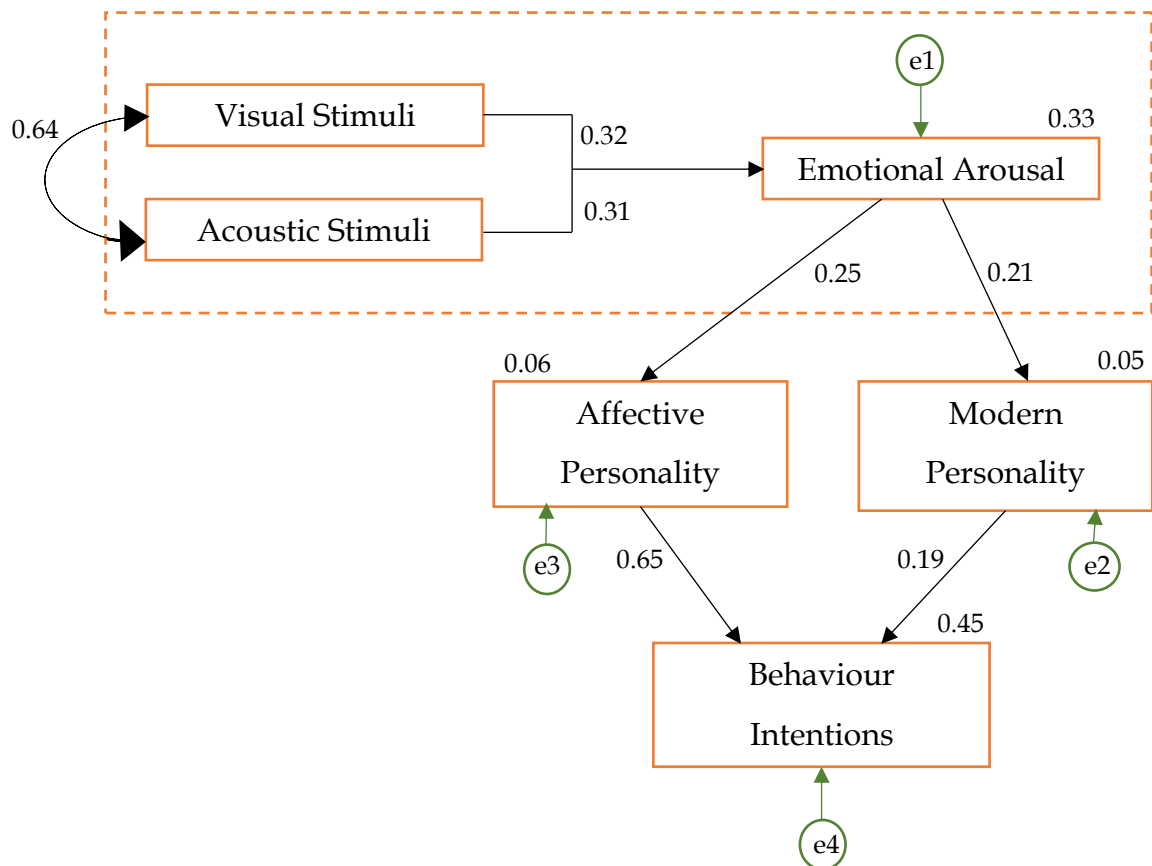 e1
Visual Stimuli
0.64
0.32
0.33
Emotional Arousal
0.31
Acoustic Stimuli
0.25
0.21
0.06
0.05
Affective
Personality
Modern
Personality
e3
0.65
0.19
e2
0.45
Behaviour
Intentions
e4